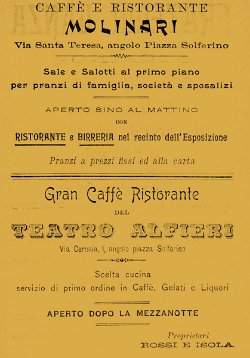 CAFFÈ E RISTORANTE
MOLINARI
Via Santa Teresa, angolo Piazza Solferino
Sale e Salotti al primo piano
per pranzi di famiglia, società e sposalizi
APERTO SINO AL MATTINO
CON
RISTORANTE e BIRRERIA nel recinto dell'Esposizione
Pranzi a prezzi fissi ed alla carta
Gran Caffè Ristorante
DEL
TEATRO ALFIERI
Via Cernaia, 1, angolo piazza Solferino
Scelta cucina
servizio di primo ordine in Caffè, Gelati e Liquori
APERTO DOPO LA MEZZANOTTE
Proprietari
ROSSI E ISOLA.